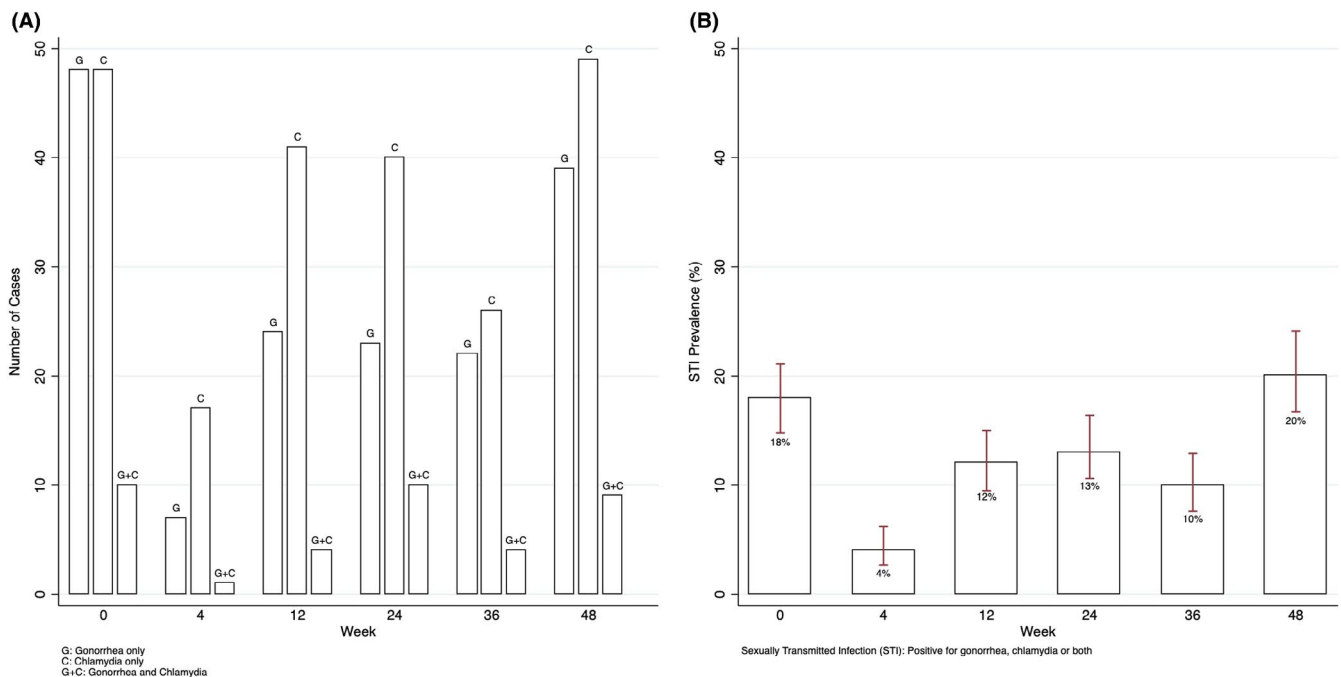 (A)
50
40
30
20
10
0
Number of Cases
G C G+C
G C G+C
G C G+C
G C G+C
G C G+C
G C G+C
0 4 12 24 36 48
Week
G: Gonorrhea only
C: Chlamydia only
G+C: Gonorrhea and Chlamydia
(B)
50
40
30
20
10
0
STI Prevalence (%)
18% 4% 12% 13% 10% 20%
0 4 12 24 36 48
Week
Sexually Transmitted Infection (STI): Positive for gonorrhea, chlamydia or both